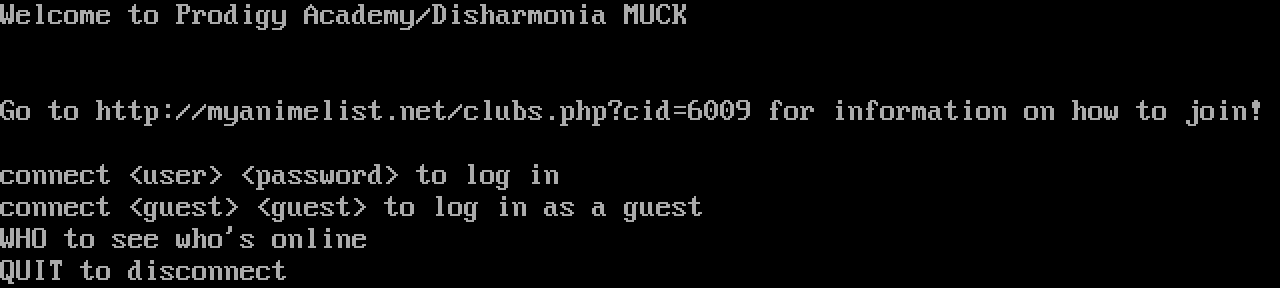 Welcome to Prodigy Academy/Disharmonia MUCK
Go to http://myanimelist.net/clubs.php?cid=6009 for information on how to join!
connect <user> <password> to log in
connect <guest> <guest> to log in as a guest
WHO to see who's online
QUIT to disconnect